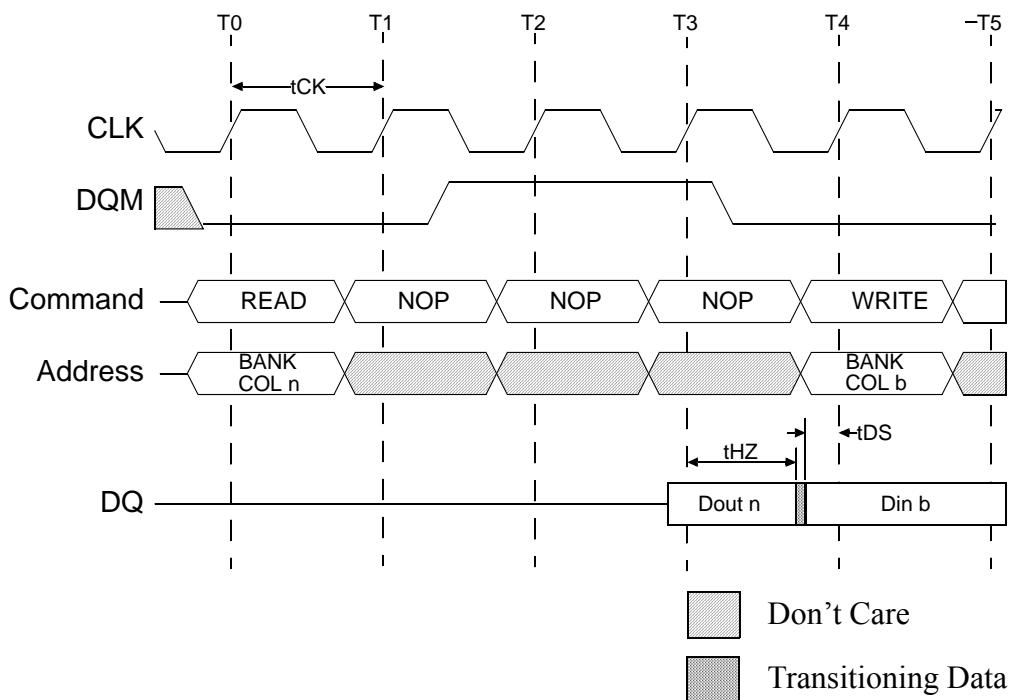 T0 T1 T2 T3 T4 –T5
tCK
CLK
DQM
Command READ NOP NOP NOP WRITE
Address BANK COL n BANK COL b
tHZ tDS
DQ Dout n Din b
Don’t Care
Transitioning Data